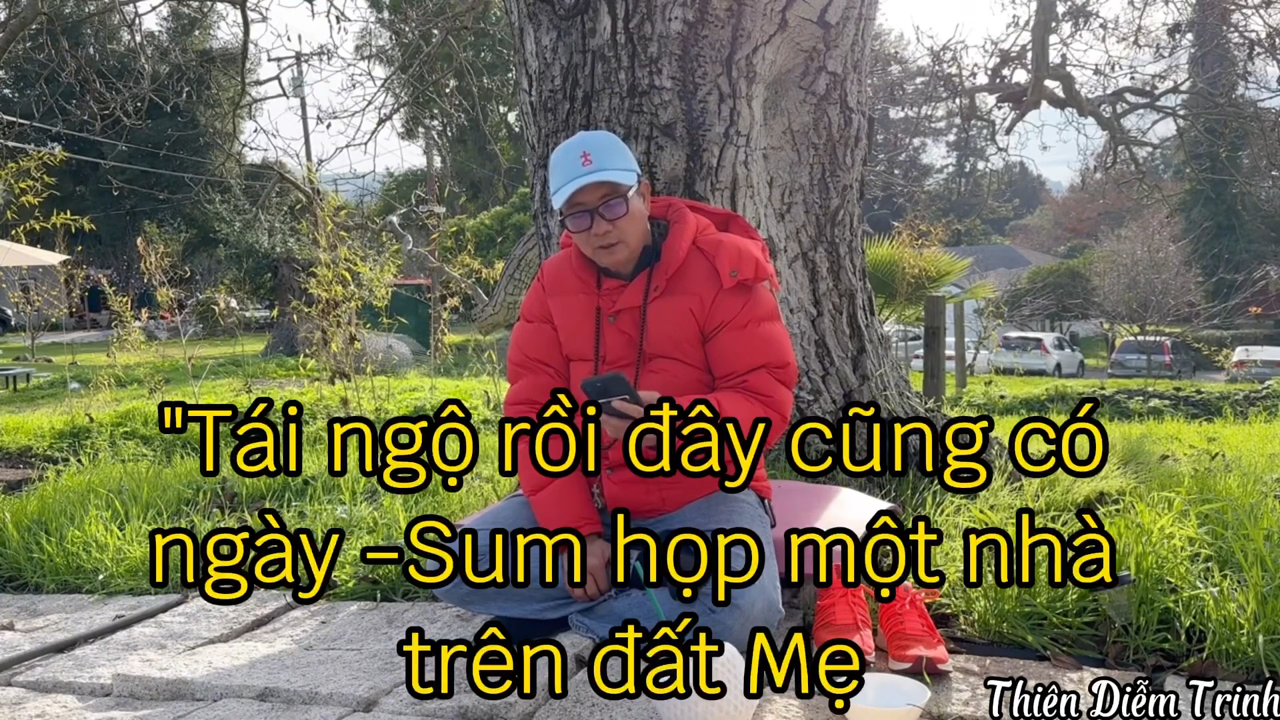 "Tái ngộ rồi đây cũng có
ngày -Sum họp một nhà
trên đất Mẹ
Thiên Diễm Trinh